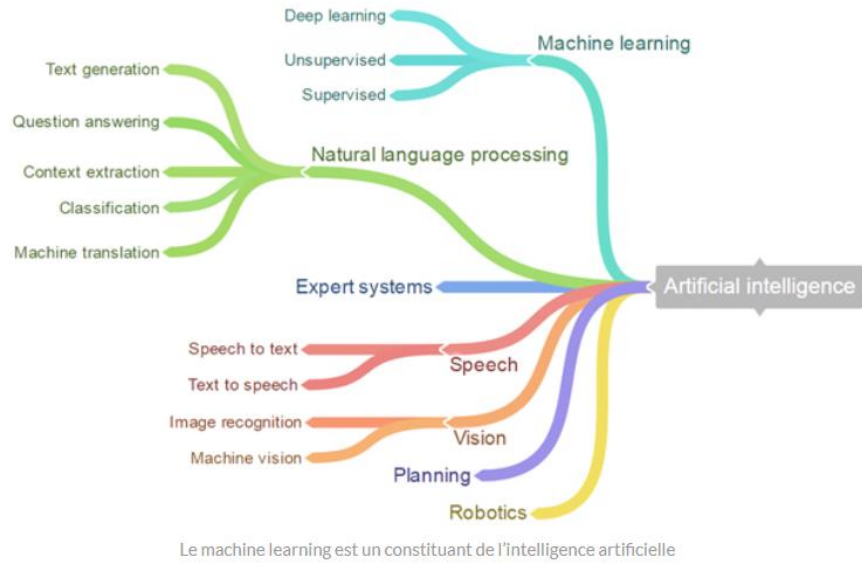 Deep learning
Unsupervised
Supervised
Machine learning
Text generation
Question answering
Context extraction
Classification
Machine translation
Natural language processing
Expert systems
Artificial intelligence
Speech to text
Text to speech
Speech
Image recognition
Machine vision
Vision
Planning
Robotics
Le machine learning est un constituant de l'intelligence artificielle